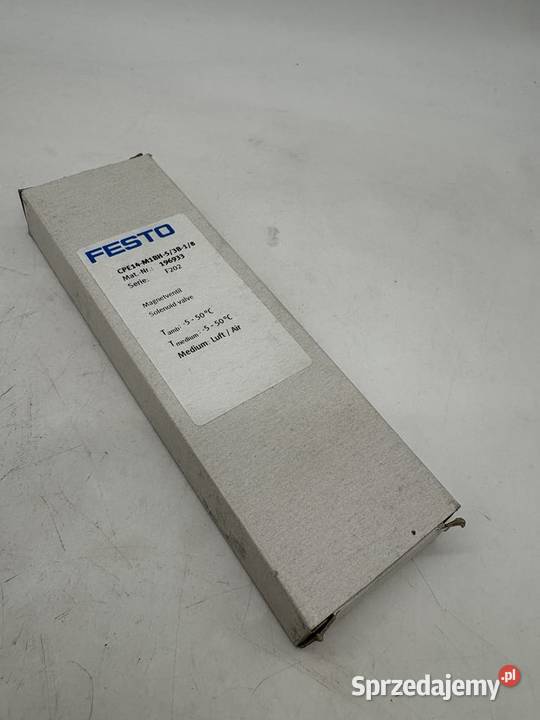 FESTO
CPE14-M1BH-5/3B-1/8
Mat.-Nr.: 196933
Serie: F202
Magnetventil
Solenoid valve
Tamb: -5 - 50°C
Tmedium: -5 - 50°C
Medium: Luft / Air
Sprzedajemy.pl